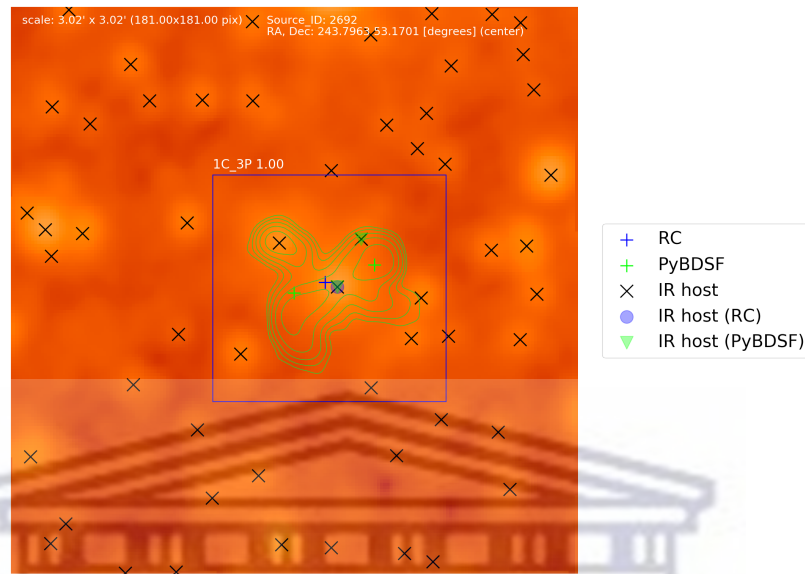 scale: 3.02' x 3.02' (181.00x181.00 pix)
Source_ID: 2692
RA, Dec: 243.7963,53.1701 [degrees] (center)
1C_3P 1.00
RC
PyBDSF
IR host
IR host (RC)
IR host (PyBDSF)